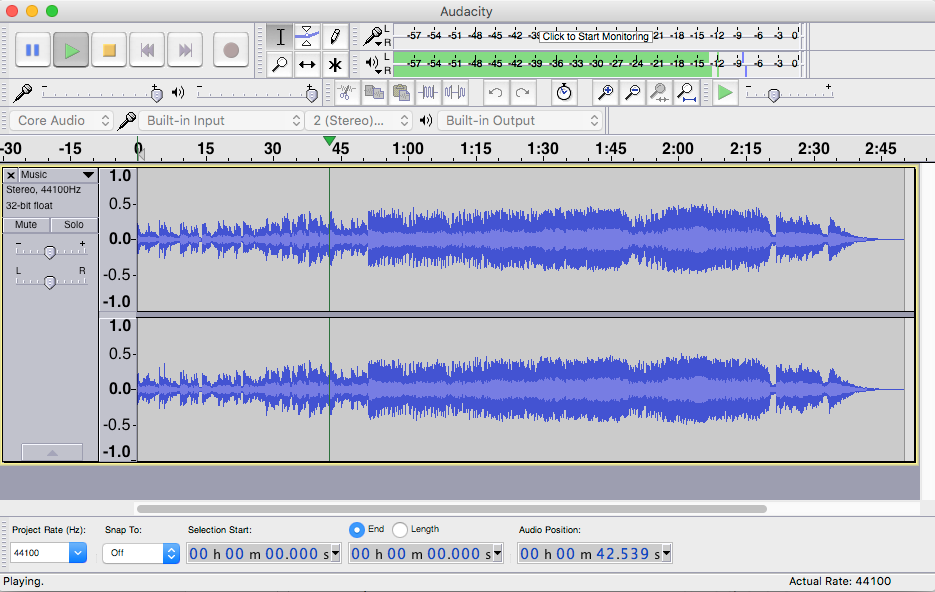 Audacity
L
R
-57 -54 -51 -48 -45 -42 -39 Click to Start Monitoring 21 -18 -15 -12 -9 -6 -3 0
L
R
-57 -54 -51 -48 -45 -42 -39 -36 -33 -30 -27 -24 -21 -18 -15 -12 -9 -6 -3 0
- + - + - +
Core Audio Built-in Input 2 (Stereo)... Built-in Output
-30 -15 0 15 30 45 1:00 1:15 1:30 1:45 2:00 2:15 2:30 2:45
Music
Stereo, 44100Hz
32-bit float
Mute Solo
- +
L R
1.0
0.5
0.0
-0.5
-1.0
1.0
0.5
0.0
-0.5
-1.0
Project Rate (Hz): Snap To: Selection Start: End Length Audio Position:
44100 Off 00 h 00 m 00.000 s 00 h 00 m 00.000 s 00 h 00 m 42.539 s
Playing. Actual Rate: 44100